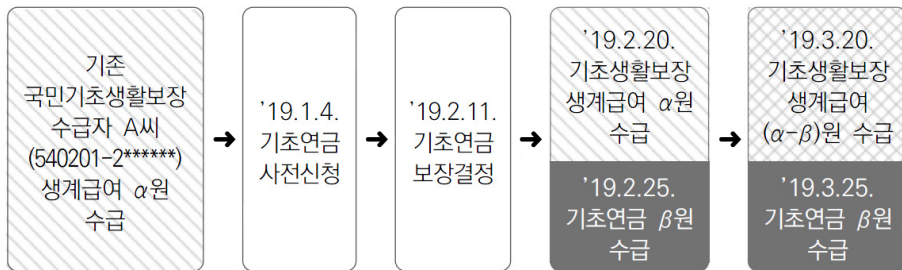 기존
국민기초생활보장
수급자 A씨
(540201-2******)
생계급여 α원
수급
➜
'19.1.4.
기초연금
사전신청
➜
'19.2.11.
기초연금
보장결정
➜
'19.2.20.
기초생활보장
생계급여 α원
수급
'19.2.25.
기초연금 β원
수급
➜
'19.3.20.
기초생활보장
생계급여
(α-β)원 수급
'19.3.25.
기초연금 β원
수급